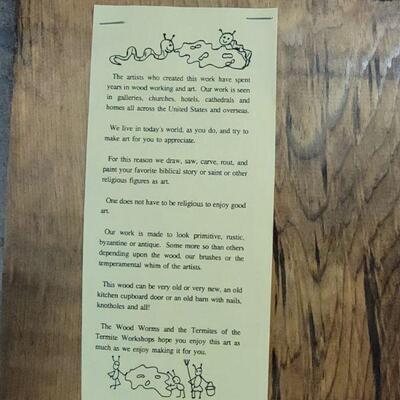 The artists who created this work have spent
years in wood working and art. Our work is seen
in galleries, churches, hotels, cathedrals and
homes all across the United States and overseas.
We live in today's world, as you do, and try to
make art for you to appreciate.
For this reason we draw, saw, carve, rout, and
paint your favorite biblical story or saint or other
religious figures as art.
One does not have to be religious to enjoy good
art.
Our work is made to look primitive, rustic,
byzantine or antique. Some more so than others
depending upon the wood, our brushes or the
temperamental whim of the artists.
This wood can be very old or very new, an old
kitchen cupboard door or an old barn with nails,
knotholes and all!
The Wood Worms and the Termites of the
Termite Workshops hope you enjoy this art as
much as we enjoy making it for you.